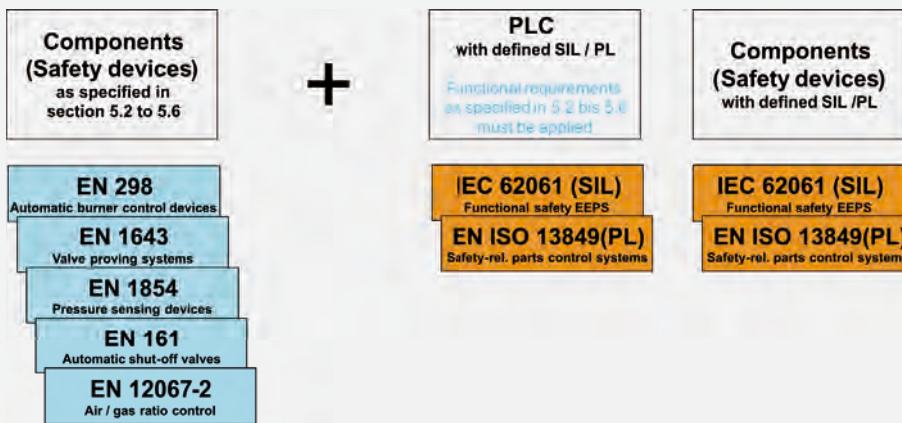 Components
(Safety devices)
as specified in
section 5.2 to 5.6
+
PLC
with defined SIL / PL
Functional requirements
as specified in 5.2 bis 5.6
must be applied
Components
(Safety devices)
with defined SIL /PL
EN 298
Automatic burner control devices
EN 1643
Valve proving systems
EN 1854
Pressure sensing devices
EN 161
Automatic shut-off valves
EN 12067-2
Air / gas ratio control
IEC 62061 (SIL)
Functional safety EEPS
EN ISO 13849(PL)
Safety-rel. parts control systems
IEC 62061 (SIL)
Functional safety EEPS
EN ISO 13849(PL)
Safety-rel. parts control systems